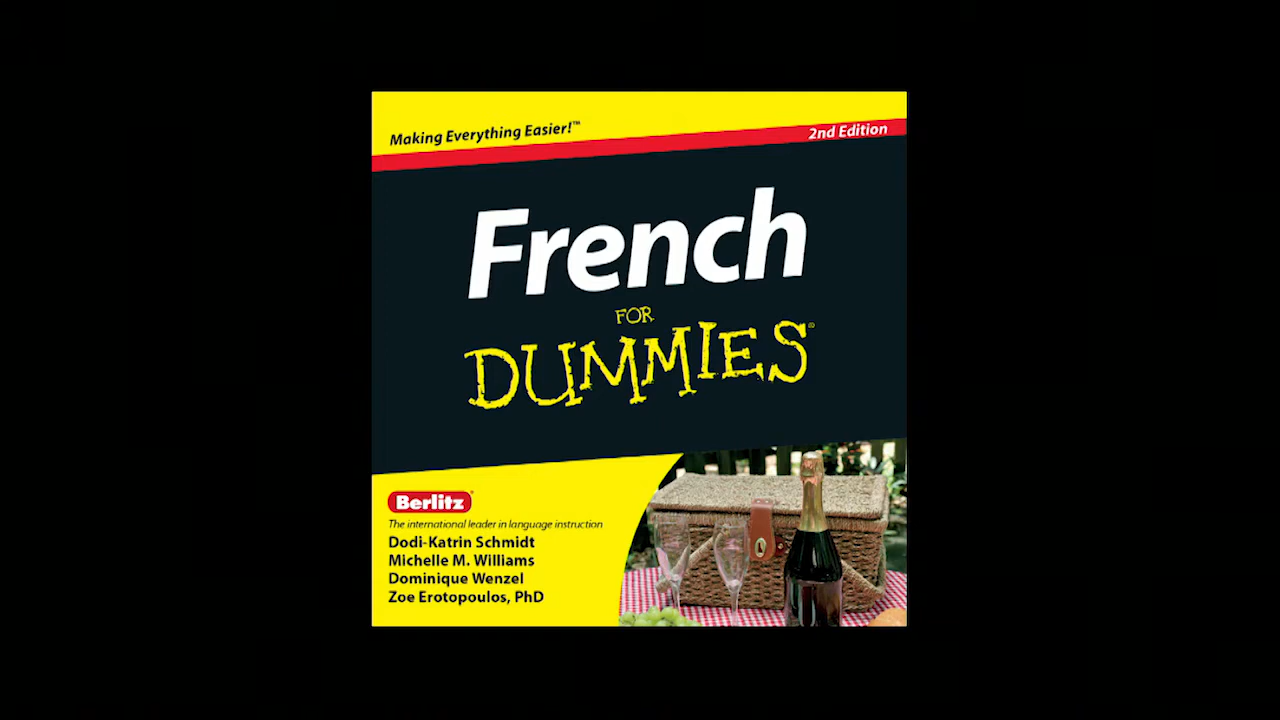 Making Everything Easier!™
2nd Edition
French
FOR
DUMMIES®
Berlitz®
The international leader in language instruction
Dodi-Katrin Schmidt
Michelle M. Williams
Dominique Wenzel
Zoe Erotopoulos, PhD